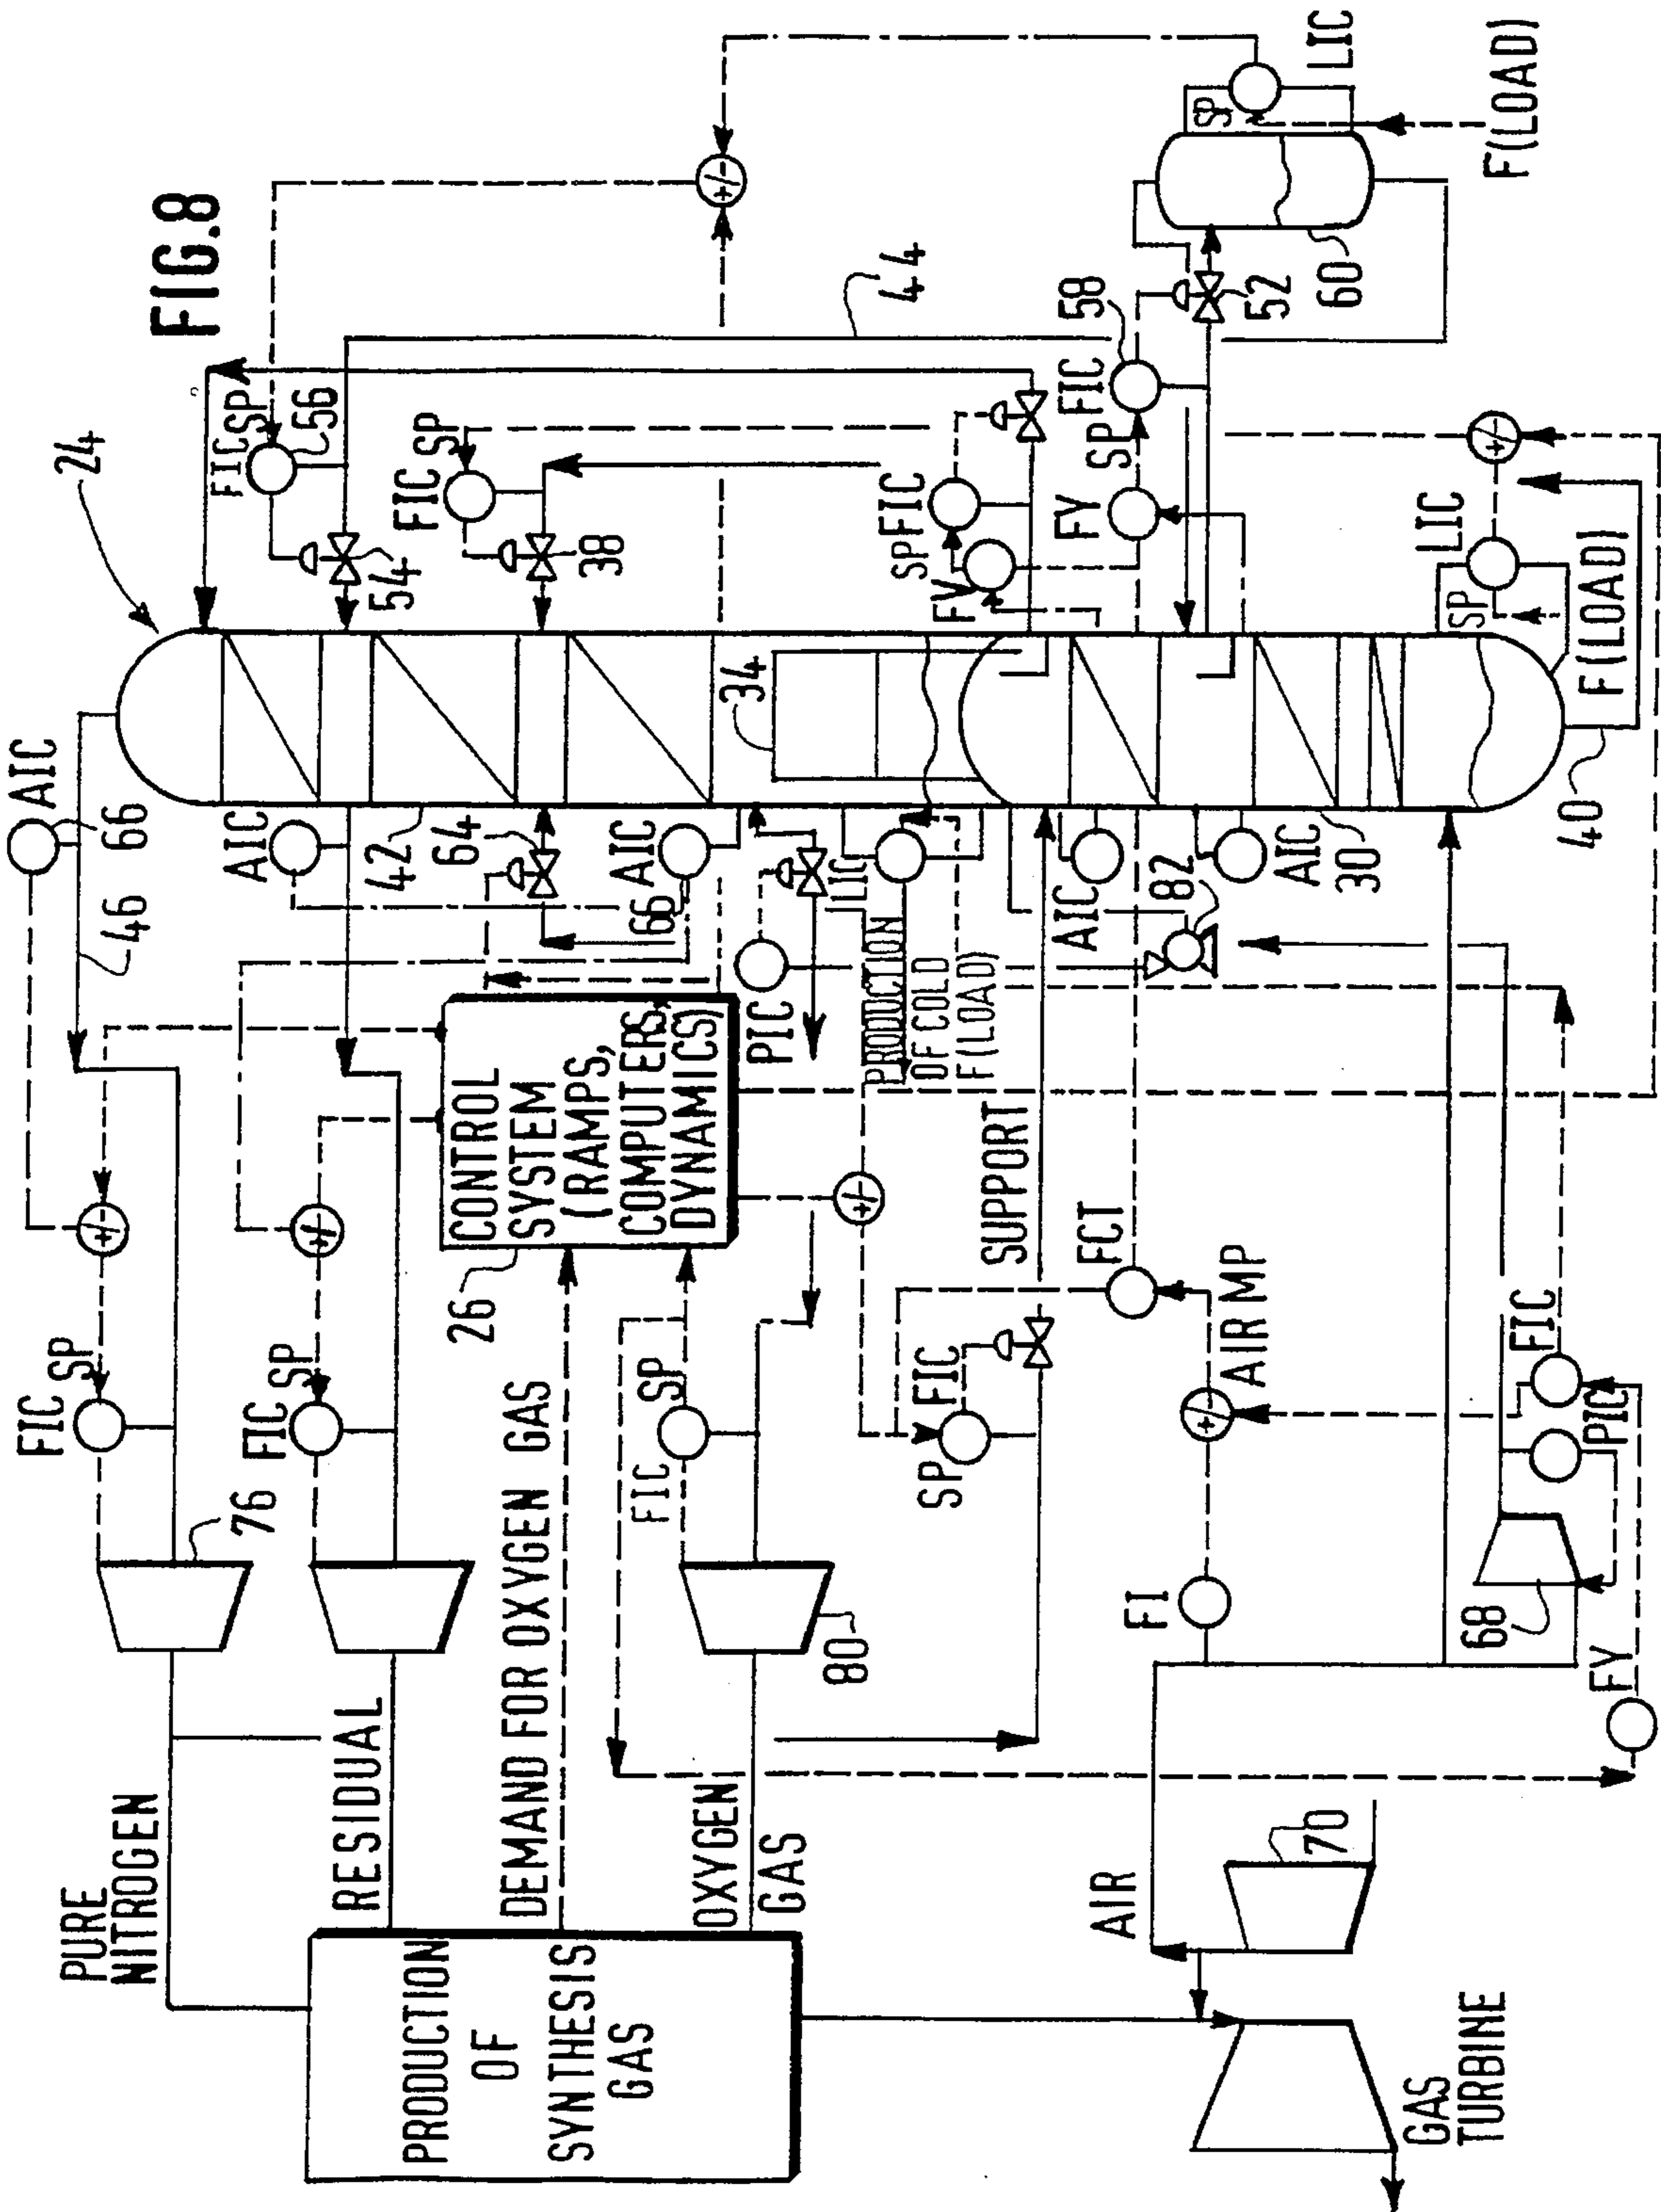 FIG.8
24
AIC
66
46
FIC
SP
56
54
AIC
42
64
AIC
66
FIC
SP
38
44
34
SP
FIC
FV
FY
SP
FIC
58
52
60
SP
LIC
F(LOAD)
LIC
SP
F(LOAD)
40
30
AIC
82
AIC
LIC
PIC
PRODUCTION
OF COLD
F(LOAD)
CONTROL
SYSTEM
(RAMPS,
COMPUTERS,
DYNAMICS)
26
SUPPORT
FCT
AIR MP
FIC
PIC
68
FY
FI
FIC
SP
76
FIC
SP
FIC
SP
80
SP
FIC
PURE
NITROGEN
RESIDUAL
DEMAND FOR OXYGEN GAS
OXYGEN
GAS
AIR
70
PRODUCTION
OF
SYNTHESIS
GAS
GAS
TURBINE